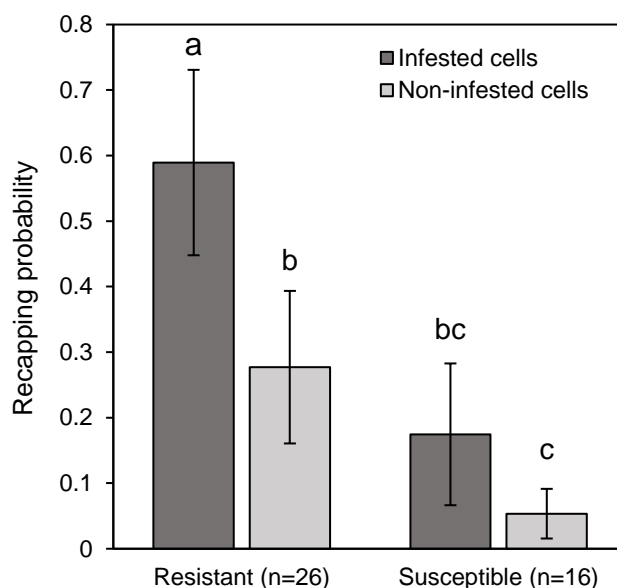 Recapping probability
0.8
0.7
0.6
0.5
0.4
0.3
0.2
0.1
0
Infested cells
Non-infested cells
a
b
bc
c
Resistant (n=26)
Susceptible (n=16)